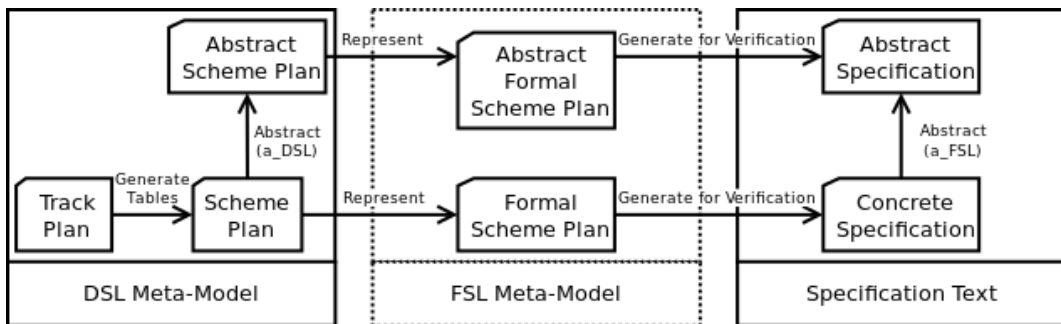 Abstract
Scheme Plan
Represent
Abstract
Formal
Scheme Plan
Generate for Verification
Abstract
Specification
Abstract
(a_DSL)
Abstract
(a_FSL)
Track
Plan
Generate
Tables
Scheme
Plan
Represent
Formal
Scheme Plan
Generate for Verification
Concrete
Specification
DSL Meta-Model
FSL Meta-Model
Specification Text